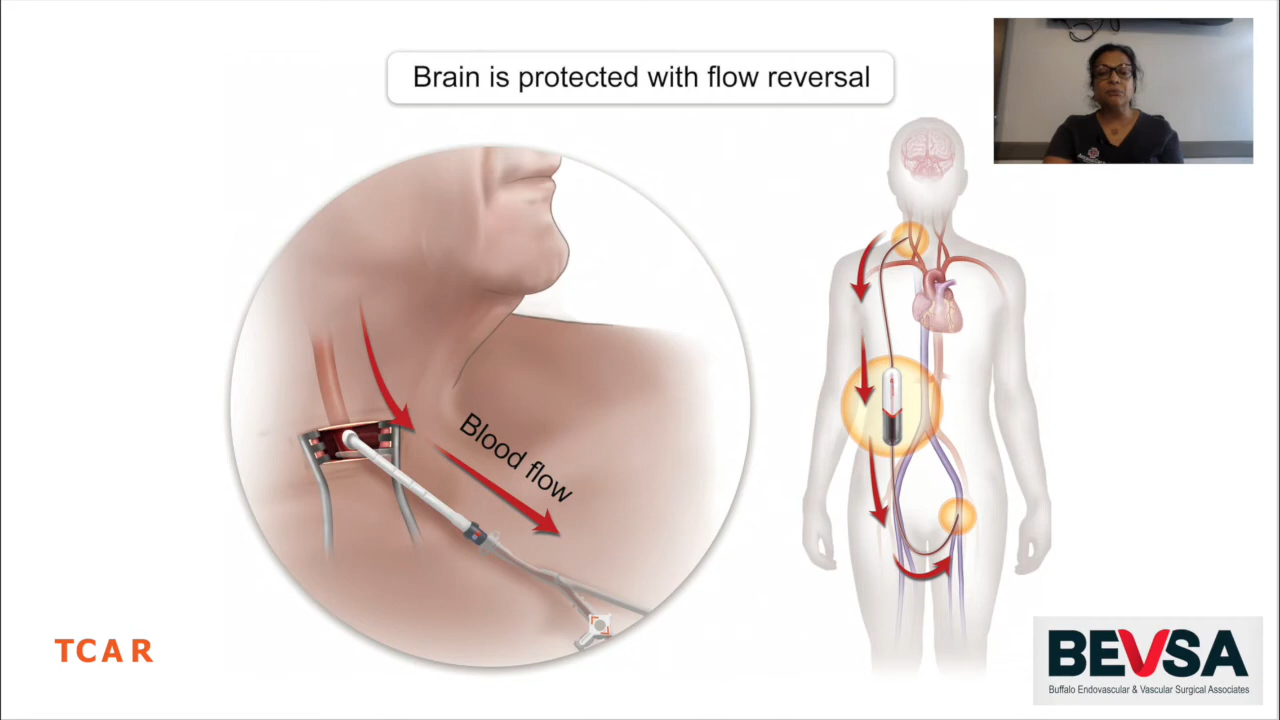 Brain is protected with flow reversal
Blood flow
TCAR
BEVSA
Buffalo Endovascular & Vascular Surgical Associates